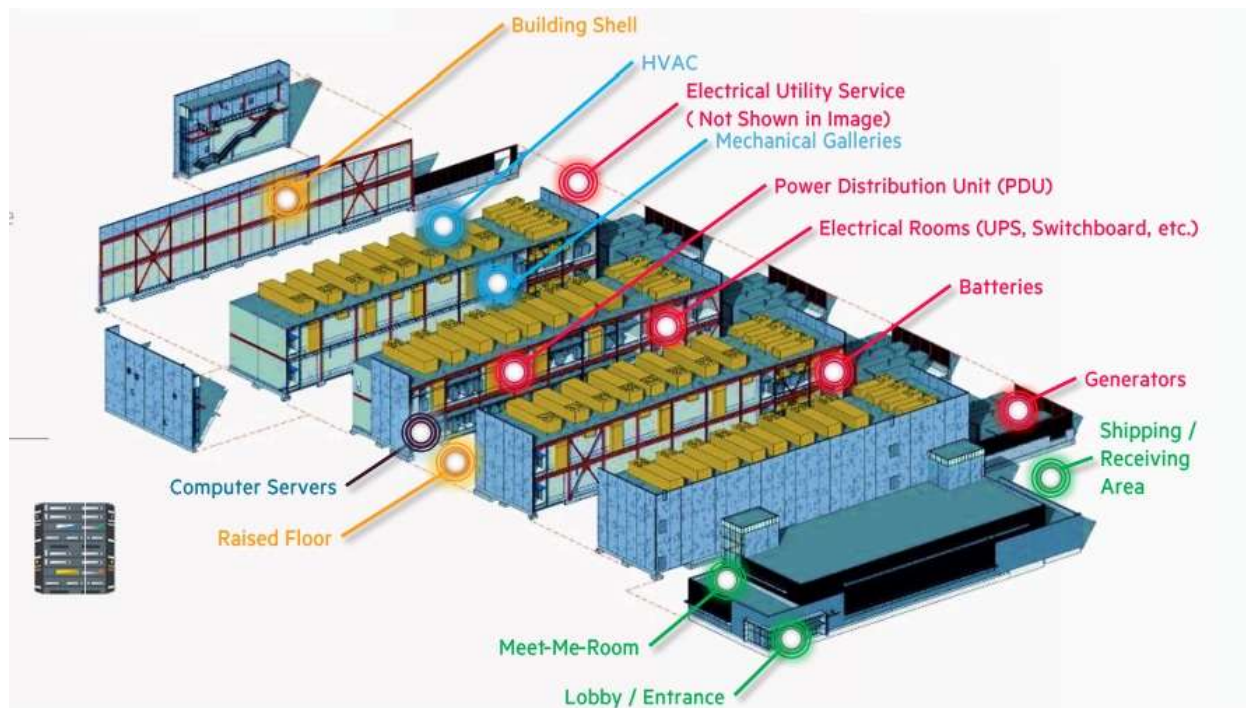 Building Shell
HVAC
Electrical Utility Service
( Not Shown in Image)
Mechanical Galleries
Power Distribution Unit (PDU)
Electrical Rooms (UPS, Switchboard, etc.)
Batteries
Generators
Shipping /
Receiving
Area
Computer Servers
Raised Floor
Meet-Me-Room
Lobby / Entrance